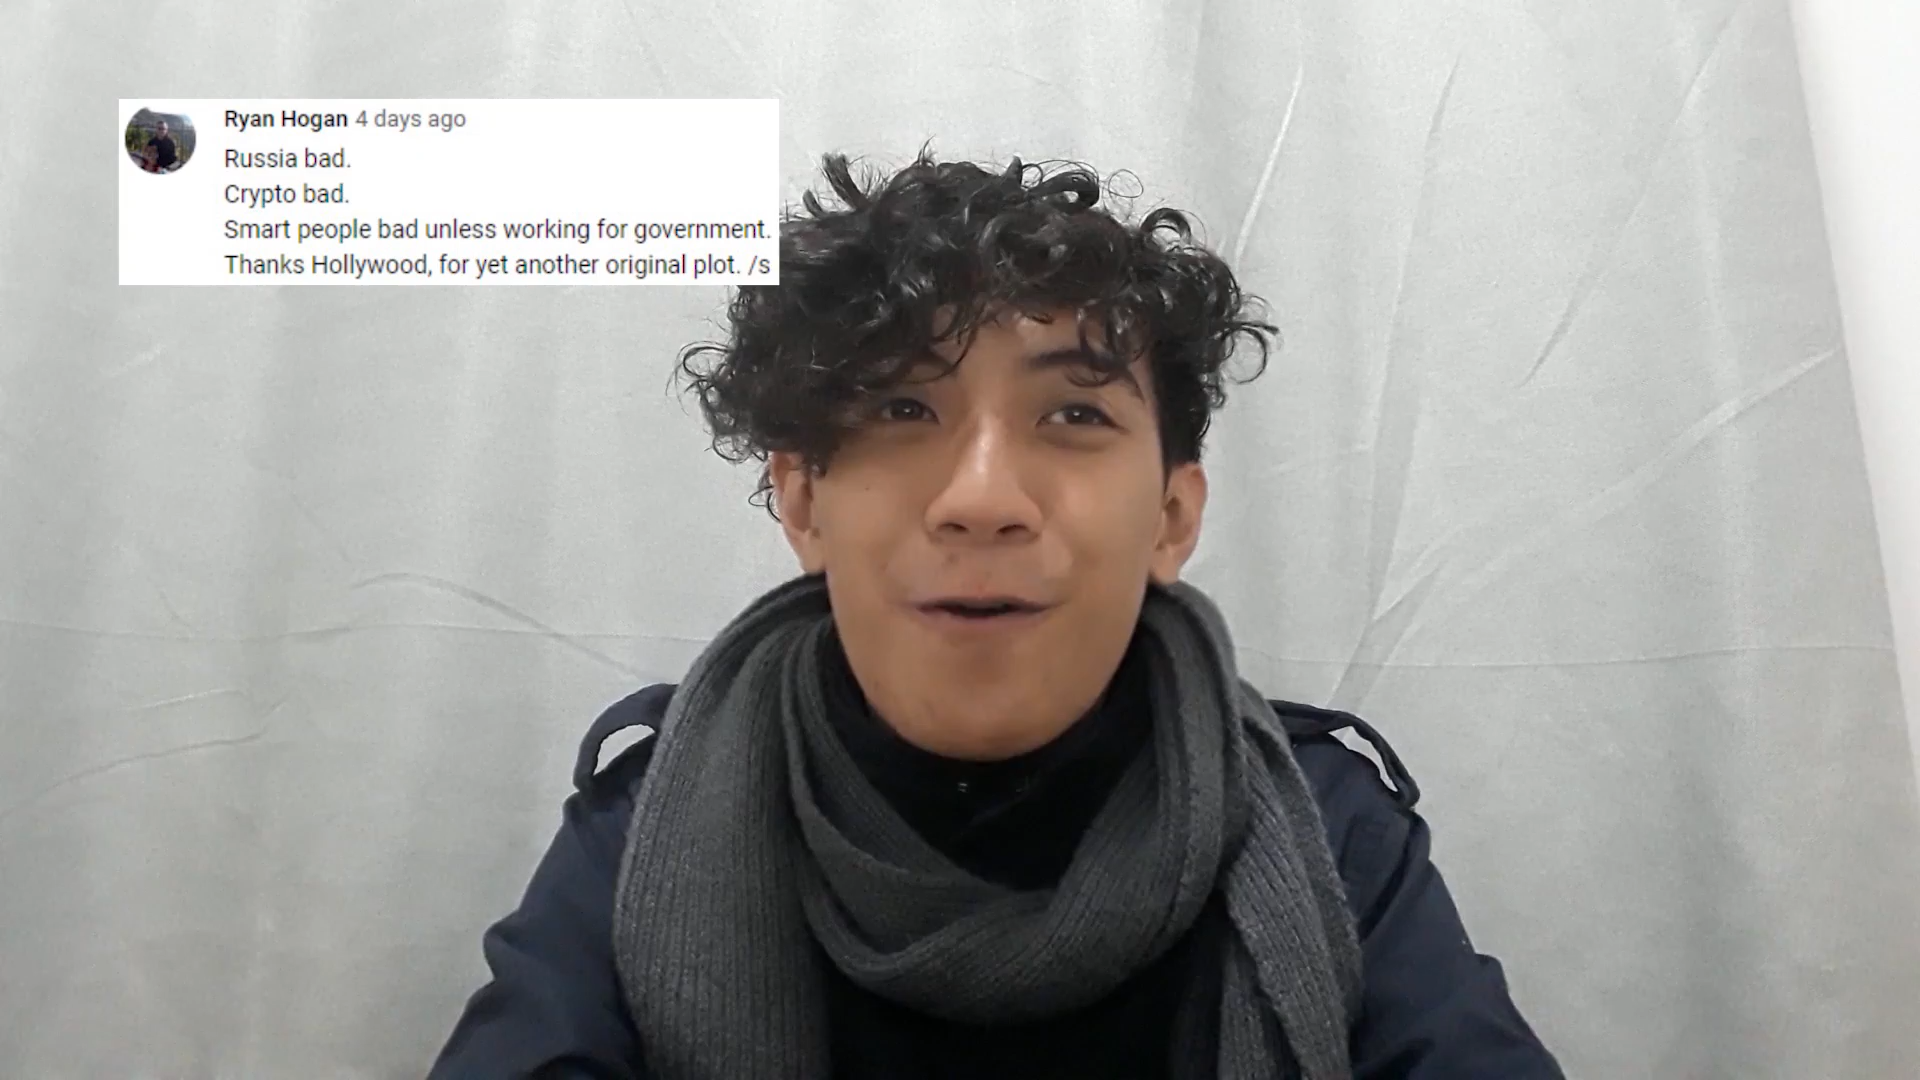 Ryan Hogan 4 days ago
Russia bad.
Crypto bad.
Smart people bad unless working for government.
Thanks Hollywood, for yet another original plot. /s